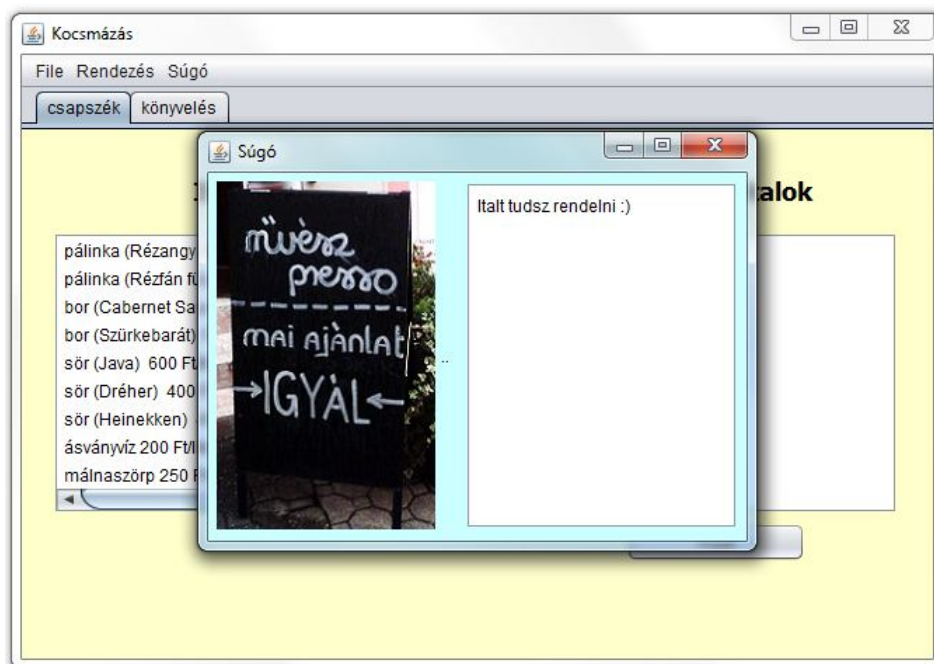 Kocsmázás
File Rendezés Súgó
csapszék könyvelés
Súgó
alok
pálinka (Rézangy
pálinka (Rézfán fü
bor (Cabernet Sa
bor (Szürkebarát)
sör (Java) 600 Ft
sör (Dréher) 400
sör (Heinekken)
ásványvíz 200 Ft/l
málnaszörp 250 F
művész
presso
mai ajànlat
→IGYÀL←
..
Italt tudsz rendelni :)